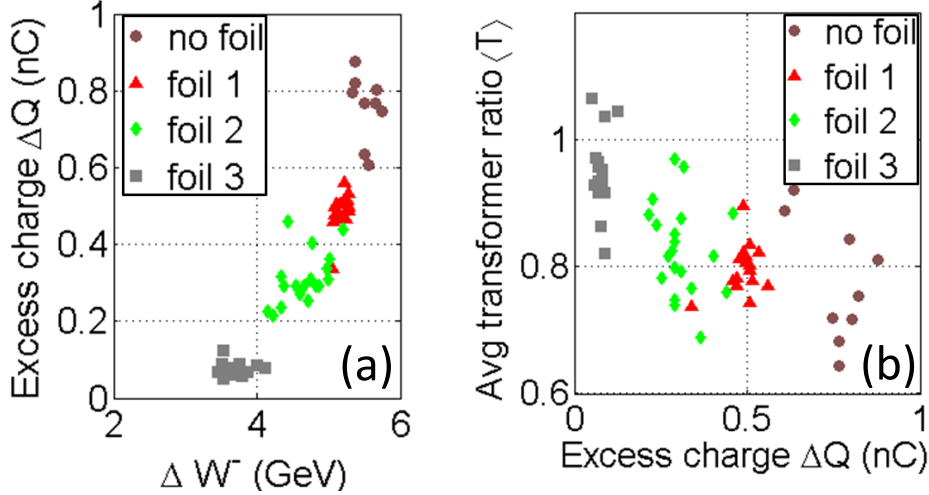 Excess charge ΔQ (nC)
1
0.8
0.6
0.4
0.2
0
2
4
6
no foil
foil 1
foil 2
foil 3
(a)
Δ W⁻ (GeV)
Avg transformer ratio ⟨T⟩
1
0.8
0.6
0
0.5
1
no foil
foil 1
foil 2
foil 3
(b)
Excess charge ΔQ (nC)